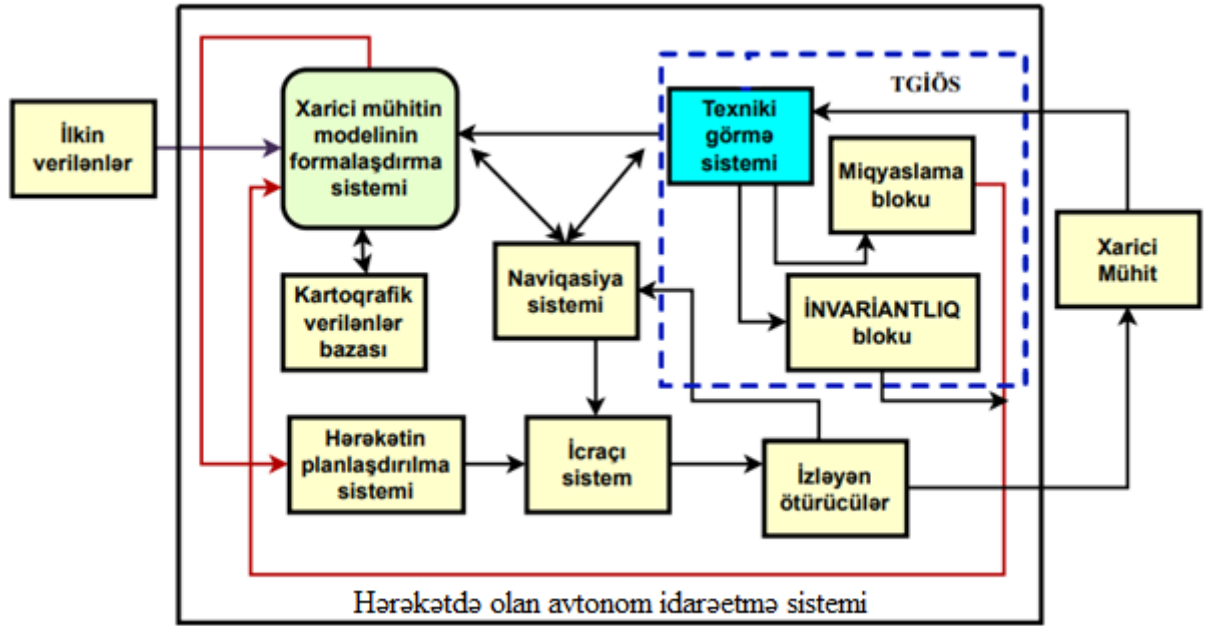 İlkin
verilənlər
Xarici mühitin
modelinin
formalaşdırma
sistemi
TGİÖS
Texniki
görmə
sistemi
Miqyaslama
bloku
Xarici
Mühit
Kartoqrafik
verilənlər
bazası
Naviqasiya
sistemi
İNVARİANTLIQ
bloku
Hərəkətin
planlaşdırılma
sistemi
İcraçı
sistem
İzləyən
ötürücülər
Hərəkətdə olan avtonom idarəetmə sistemi